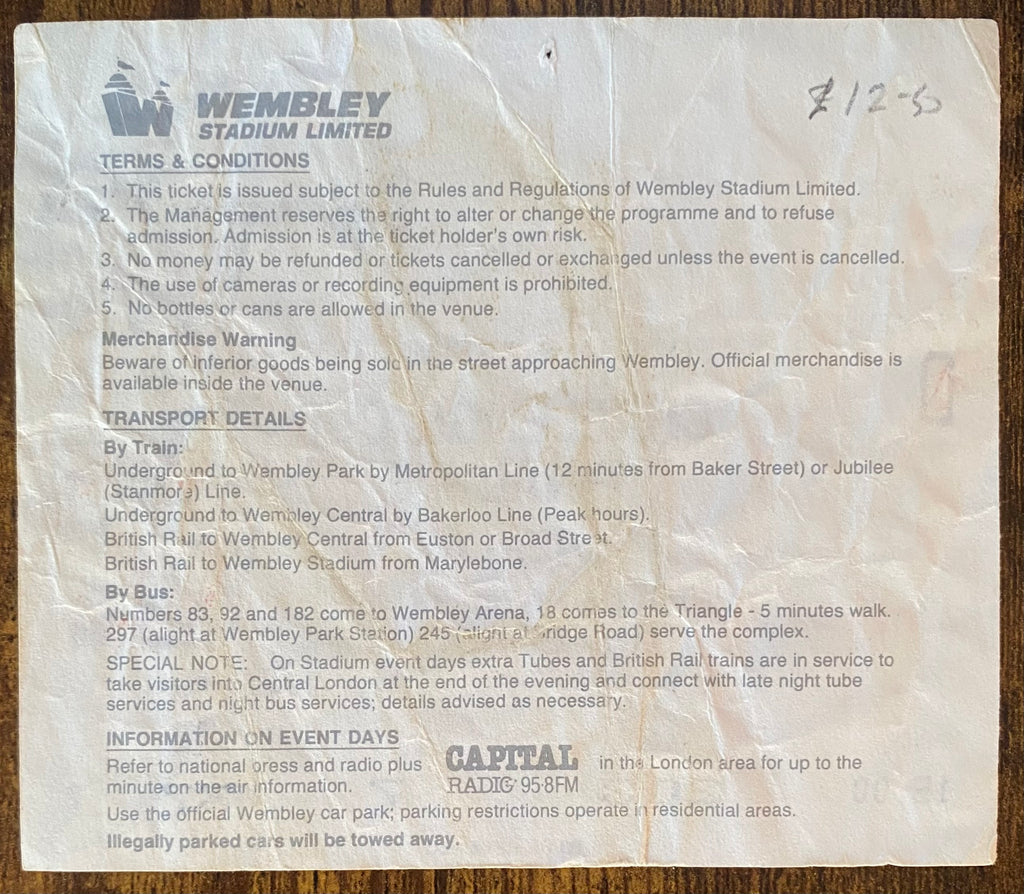 WEMBLEY
STADIUM LIMITED
£12-50
TERMS & CONDITIONS
1. This ticket is issued subject to the Rules and Regulations of Wembley Stadium Limited.
2. The Management reserves the right to alter or change the programme and to refuse
admission. Admission is at the ticket holder's own risk.
3. No money may be refunded or tickets cancelled or exchanged unless the event is cancelled.
4. The use of cameras or recording equipment is prohibited.
5. No bottles or cans are allowed in the venue.
Merchandise Warning
Beware of inferior goods being sold in the street approaching Wembley. Official merchandise is
available inside the venue.
TRANSPORT DETAILS
By Train:
Underground to Wembley Park by Metropolitan Line (12 minutes from Baker Street) or Jubilee
(Stanmore) Line.
Underground to Wembley Central by Bakerloo Line (Peak hours).
British Rail to Wembley Central from Euston or Broad Street.
British Rail to Wembley Stadium from Marylebone.
By Bus:
Numbers 83, 92 and 182 come to Wembley Arena, 18 comes to the Triangle - 5 minutes walk.
297 (alight at Wembley Park Station) 245 (alight at Bridge Road) serve the complex.
SPECIAL NOTE: On Stadium event days extra Tubes and British Rail trains are in service to
take visitors into Central London at the end of the evening and connect with late night tube
services and night bus services; details advised as necessary.
INFORMATION ON EVENT DAYS
Refer to national press and radio plus CAPITAL RADIO 95·8FM in the London area for up to the
minute on the air information.
Use the official Wembley car park; parking restrictions operate in residential areas.
Illegally parked cars will be towed away.